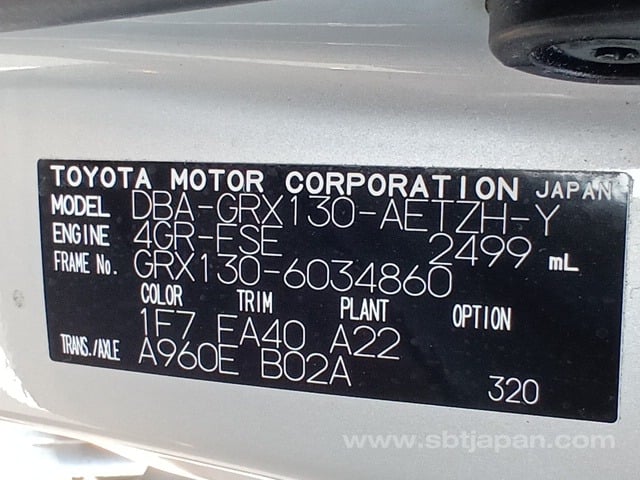 TOYOTA MOTOR CORPORATION JAPAN
MODEL DBA-GRX130-AETZH-Y
ENGINE 4GR-FSE 2499 mL
FRAME No. GRX130-6034860
COLOR TRIM PLANT OPTION
1F7 FA40 A22
TRANS./AXLE A960E B02A
320
www.sbtjapan.com